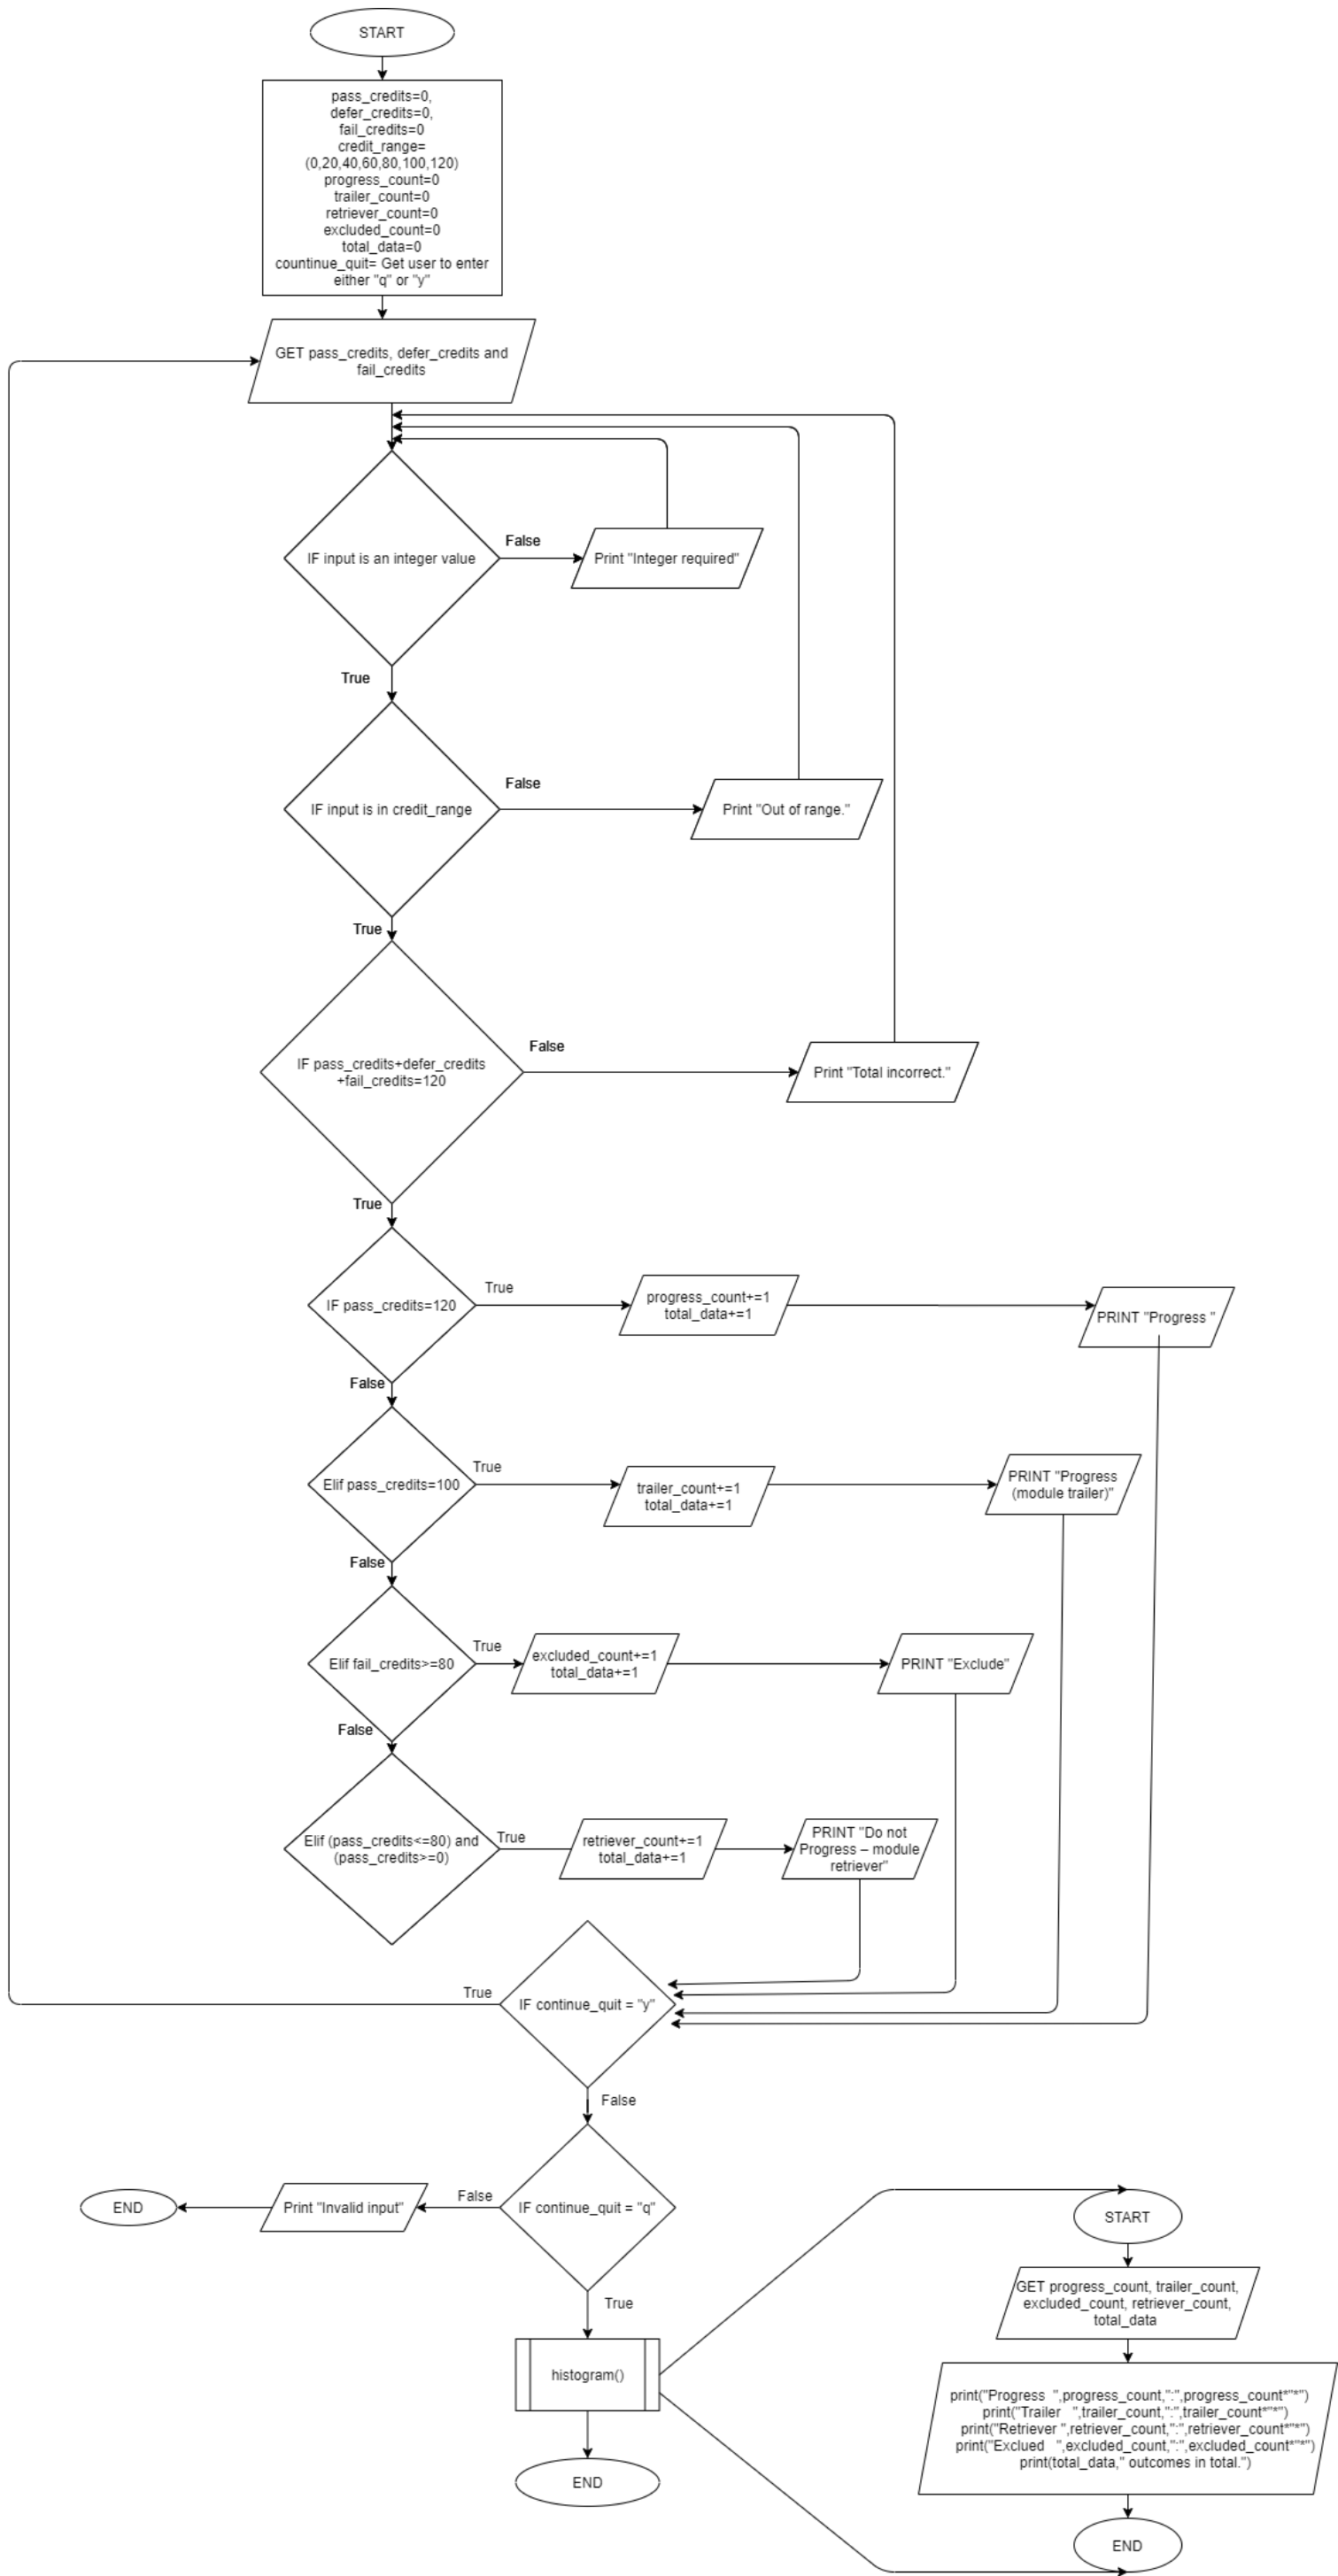 START
pass_credits=0,
defer_credits=0,
fail_credits=0
credit_range=
(0,20,40,60,80,100,120)
progress_count=0
trailer_count=0
retriever_count=0
excluded_count=0
total_data=0
countinue_quit= Get user to enter
either "q" or "y"
GET pass_credits, defer_credits and
fail_credits
IF input is an integer value
False
Print "Integer required"
True
IF input is in credit_range
False
Print "Out of range."
True
IF pass_credits+defer_credits
+fail_credits=120
False
Print "Total incorrect."
True
IF pass_credits=120
True
progress_count+=1
total_data+=1
PRINT "Progress "
False
Elif pass_credits=100
True
trailer_count+=1
total_data+=1
PRINT "Progress
(module trailer)"
False
Elif fail_credits>=80
True
excluded_count+=1
total_data+=1
PRINT "Exclude"
False
Elif (pass_credits<=80) and
(pass_credits>=0)
True
retriever_count+=1
total_data+=1
PRINT "Do not
Progress – module
retriever"
True
IF continue_quit = "y"
False
IF continue_quit = "q"
False
Print "Invalid input"
END
True
histogram()
END
START
GET progress_count, trailer_count,
excluded_count, retriever_count,
total_data
print("Progress  ",progress_count,":",progress_count*"*")
print("Trailer   ",trailer_count,":",trailer_count*"*")
print("Retriever ",retriever_count,":",retriever_count*"*")
print("Exclued   ",excluded_count,":",excluded_count*"*")
print(total_data," outcomes in total.")
END